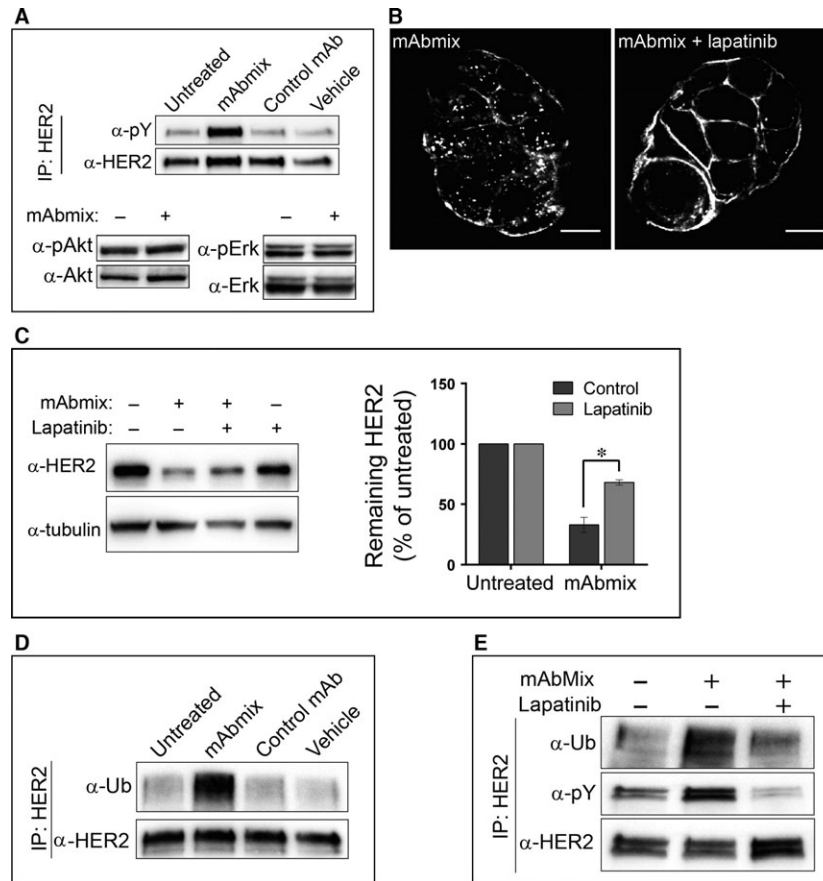 A
Untreated
mAbmix
Control mAb
Vehicle
IP: HER2
α-pY
α-HER2
mAbmix: – + – +
α-pAkt
α-Akt
α-pErk
α-Erk
B
mAbmix
mAbmix + lapatinib
C
mAbmix: – + + –
Lapatinib: – – + +
α-HER2
α-tubulin
Remaining HER2
(% of untreated)
150
100
50
0
Control
Lapatinib
*
Untreated mAbmix
D
Untreated
mAbmix
Control mAb
Vehicle
IP: HER2
α-Ub
α-HER2
E
mAbMix – + +
Lapatinib – – +
IP: HER2
α-Ub
α-pY
α-HER2